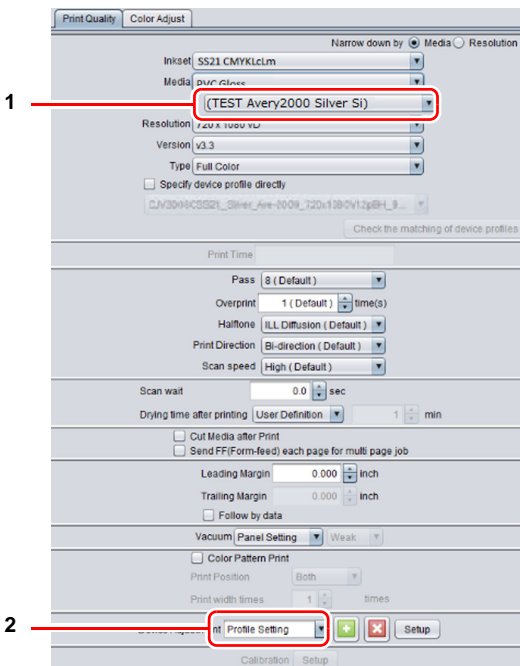 Print Quality Color Adjust
Narrow down by Media Resolution
Inkset SS21 CMYKLcLm
Media PVC Gloss
1
(TEST Avery2000 Silver Si)
Resolution 720 x 1080 VD
Version v3.3
Type Full Color
Specify device profile directly
Check the matching of device profiles
Print Time
Pass 8 ( Default )
Overprint 1 ( Default ) time(s)
Halftone ILL Diffusion ( Default )
Print Direction Bi-direction ( Default )
Scan speed High ( Default )
Scan wait 0.0 sec
Drying time after printing User Definition 1 min
Cut Media after Print
Send FF(Form-feed) each page for multi page job
Leading Margin 0.000 inch
Trailing Margin 0.000 inch
Follow by data
Vacuum Panel Setting Weak
Color Pattern Print
Print Position Both
Print width times 1 times
2
Profile Setting Setup
Calibration Setup